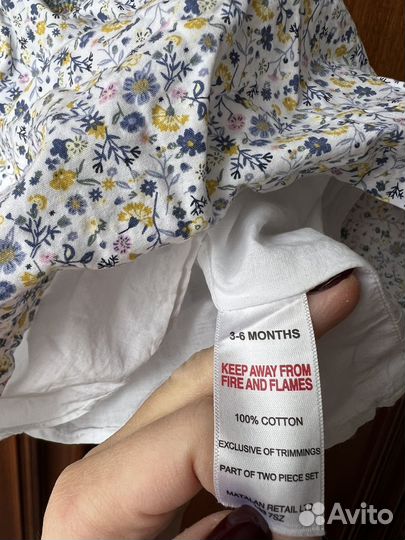 3-6 MONTHS
KEEP AWAY FROM
FIRE AND FLAMES
100% COTTON
EXCLUSIVE OF TRIMMINGS
PART OF TWO PIECE SET
MATALAN RETAIL
7SZ
Avito